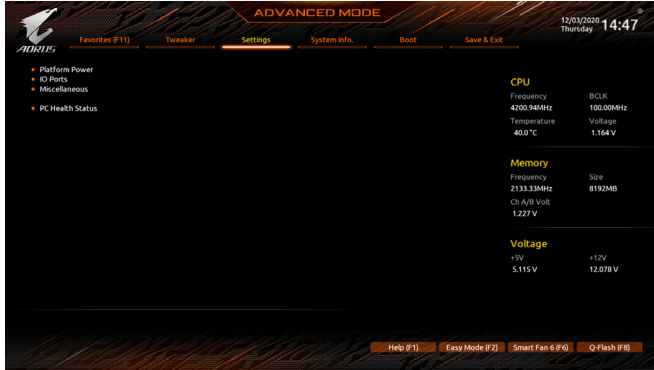 ADVANCED MODE
12/03/2020
Thursday
14:47
AORUS
Favorites (F11) Tweaker Settings System Info. Boot Save & Exit
Platform Power
IO Ports
Miscellaneous
PC Health Status
CPU
Frequency BCLK
4200.94MHz 100.00MHz
Temperature Voltage
40.0 °C 1.164 V
Memory
Frequency Size
2133.33MHz 8192MB
Ch A/B Volt
1.227 V
Voltage
+5V +12V
5.115 V 12.078 V
Help (F1) Easy Mode (F2) Smart Fan 6 (F6) Q-Flash (F8)